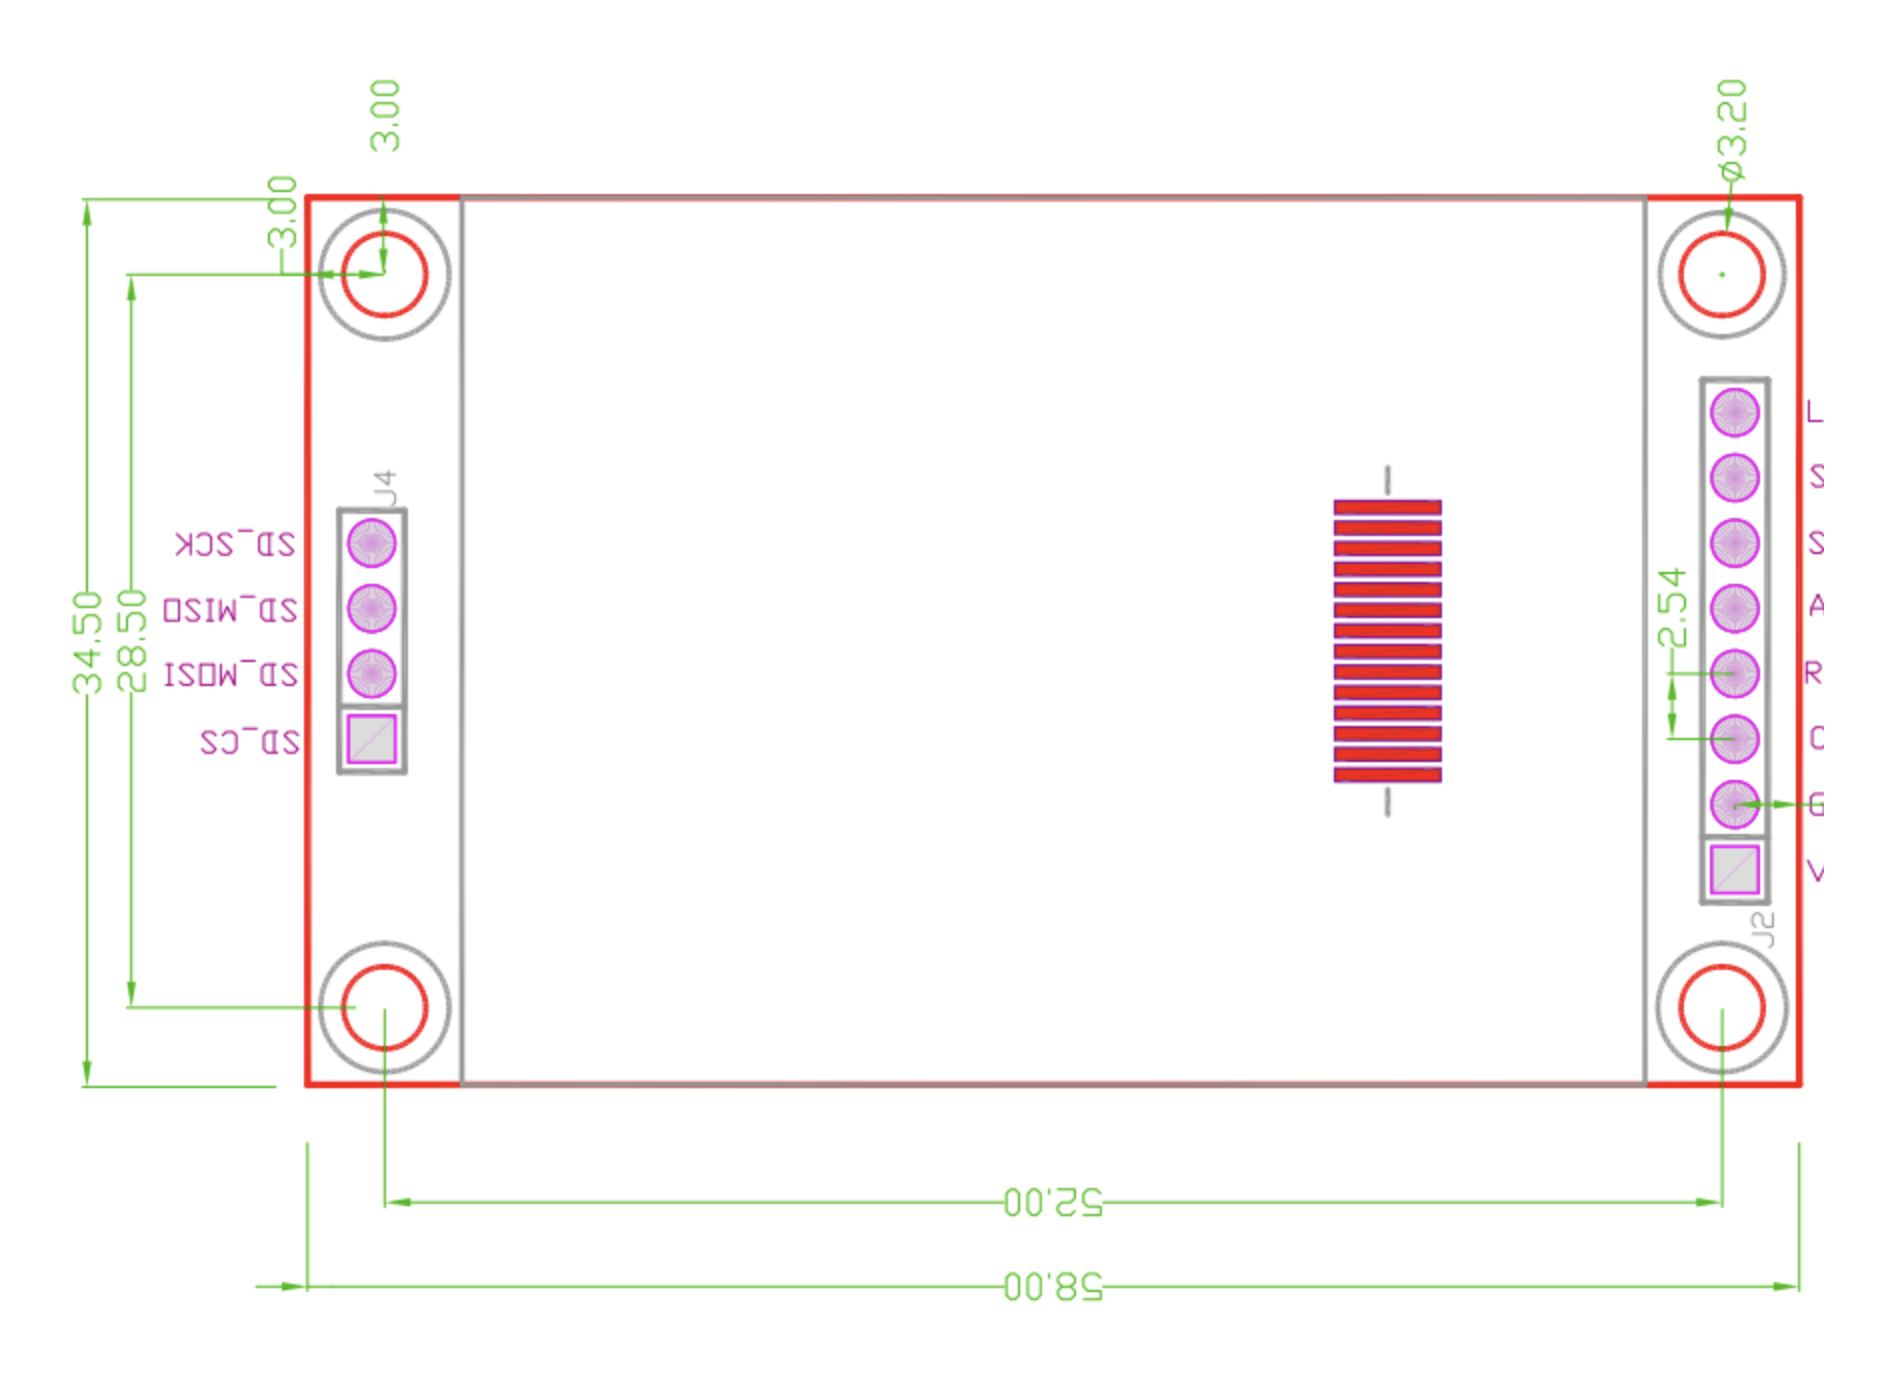 3.00
ø3.20
3.00
34.50
28.50
J4
SD_SCK
SD_MISO
SD_MOSI
SD_CS
2.54
L
S
S
A
R
V
J2
52.00
58.00